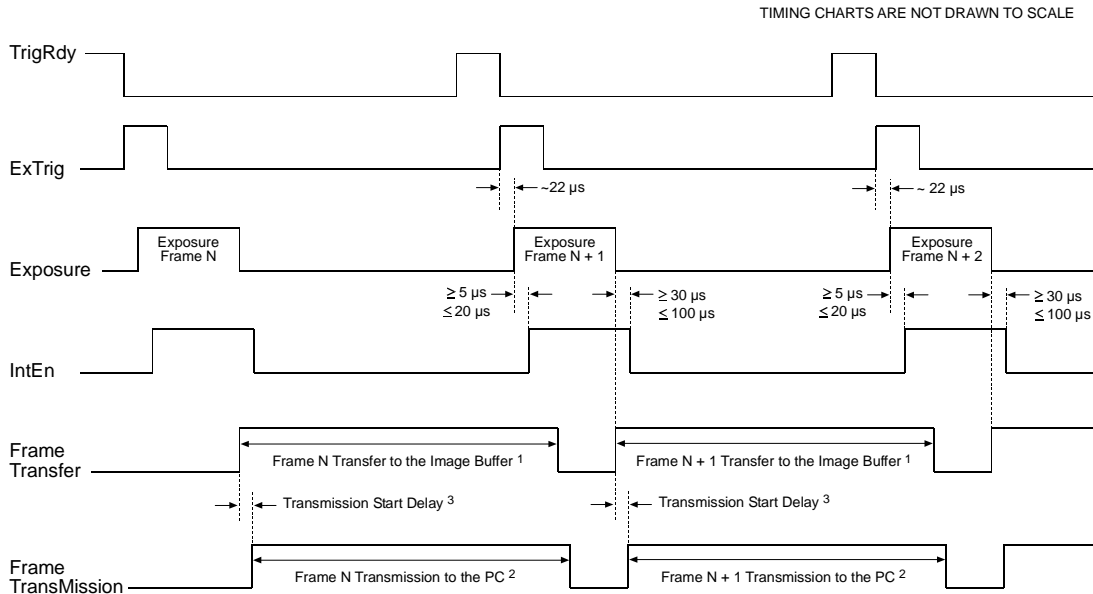 TIMING CHARTS ARE NOT DRAWN TO SCALE
TrigRdy
ExTrig
~22 µs
~ 22 µs
Exposure
Frame N
Exposure
Frame N + 1
Exposure
Frame N + 2
Exposure
≥ 5 µs
≤ 20 µs
≥ 30 µs
≤ 100 µs
≥ 5 µs
≤ 20 µs
≥ 30 µs
≤ 100 µs
IntEn
Frame
Transfer
Frame N Transfer to the Image Buffer 1
Frame N + 1 Transfer to the Image Buffer 1
Transmission Start Delay 3
Transmission Start Delay 3
Frame
TransMission
Frame N Transmission to the PC 2
Frame N + 1 Transmission to the PC 2